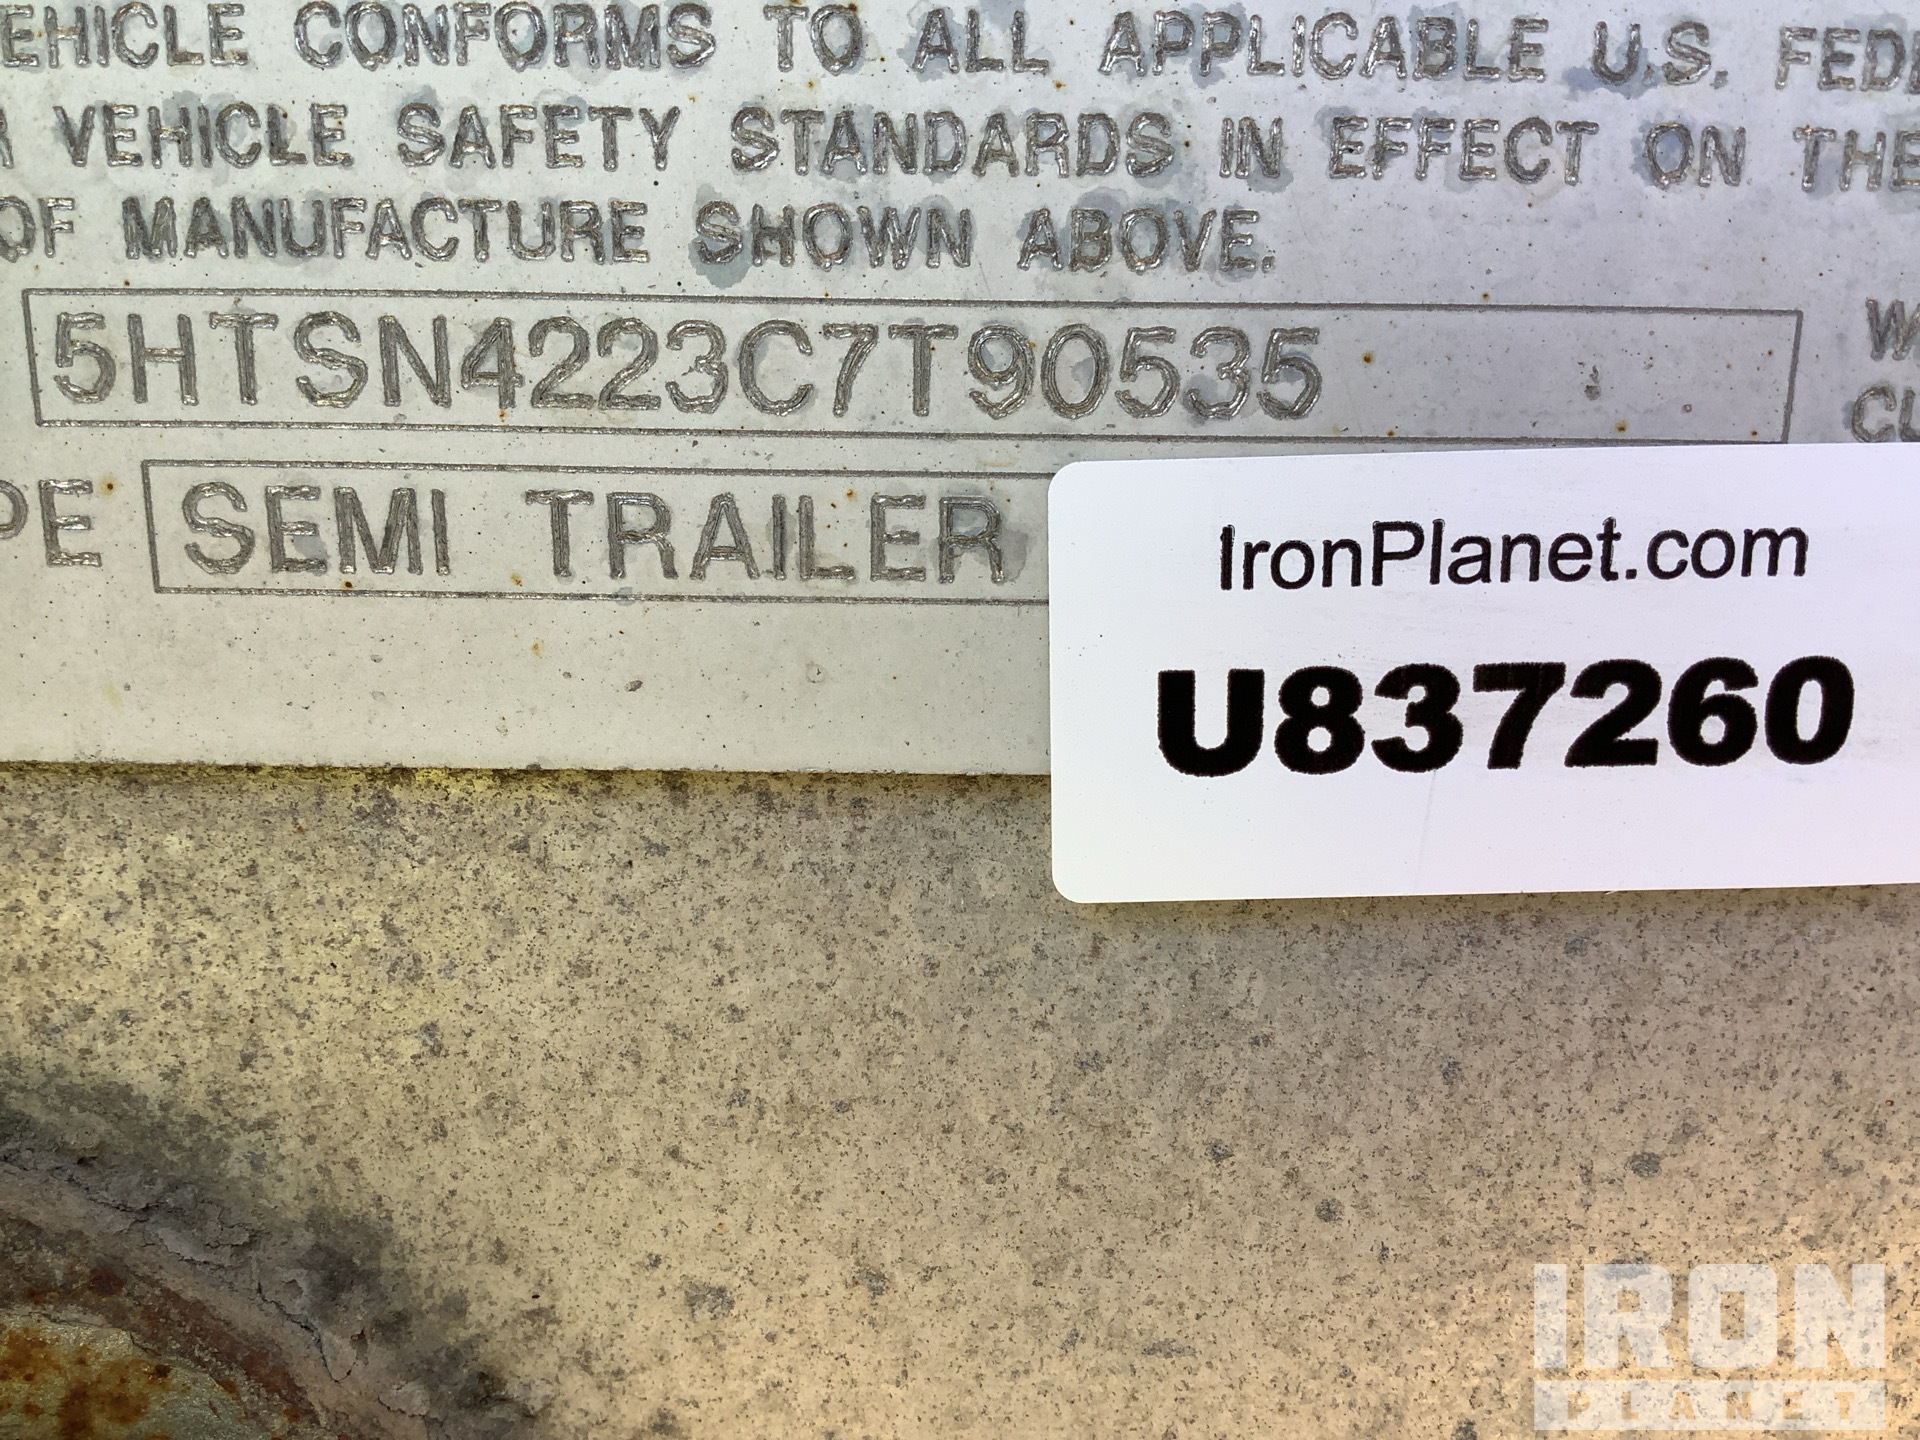 EHICLE CONFORMS TO ALL APPLICABLE U.S. FEDE
R VEHICLE SAFETY STANDARDS IN EFFECT ON THE
OF MANUFACTURE SHOWN ABOVE.
5HTSN4223C7T90535
PE SEMI TRAILER
IronPlanet.com
U837260
IRON
PLANET